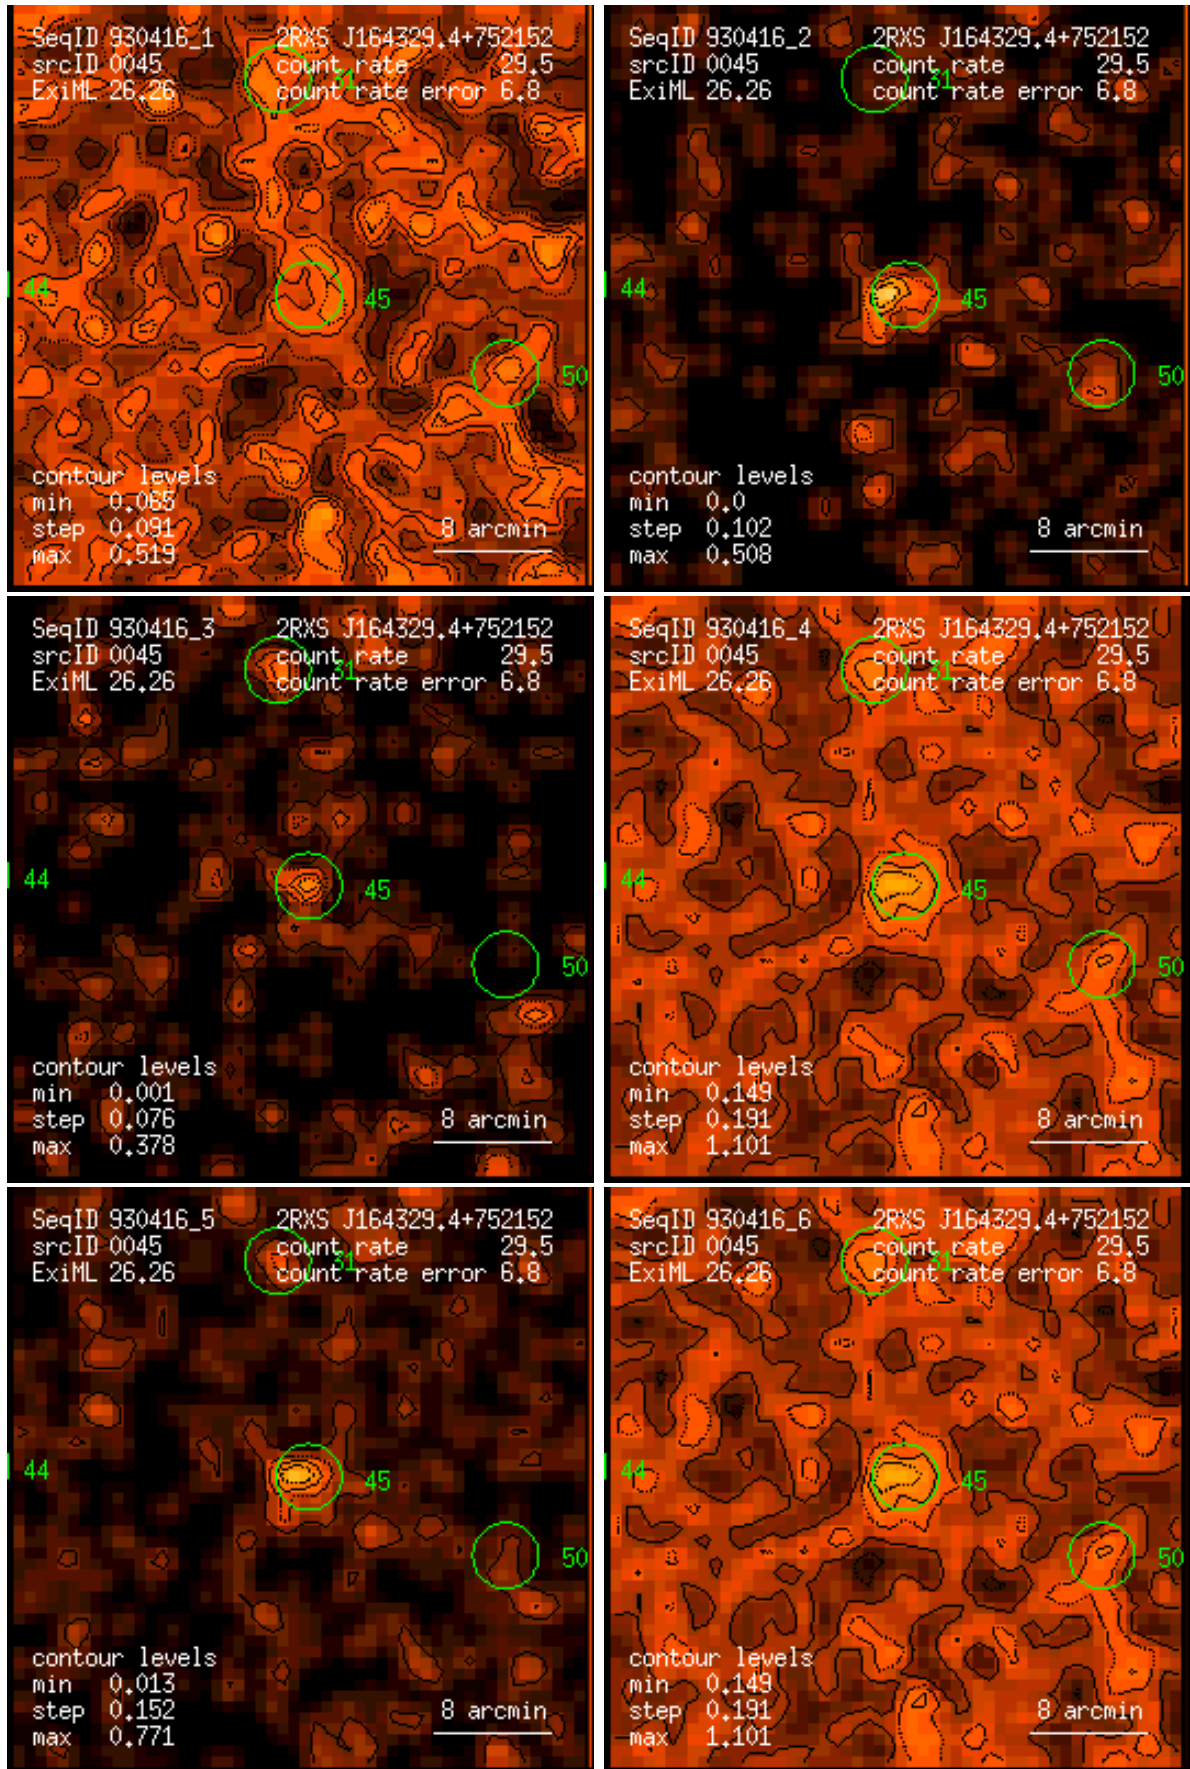 SeqID 930416_1 2RXS J164329.4+752152
srcID 0045 count rate 29.5
31
ExiML 26.26 count rate error 6.8
44
45
50
contour levels
min 0.065
step 0.091 8 arcmin
max 0.519
SeqID 930416_2 2RXS J164329.4+752152
srcID 0045 count rate 29.5
31
ExiML 26.26 count rate error 6.8
44
45
50
contour levels
min 0.0
step 0.102 8 arcmin
max 0.508
SeqID 930416_3 2RXS J164329.4+752152
srcID 0045 count rate 29.5
31
ExiML 26.26 count rate error 6.8
44
45
50
contour levels
min 0.001
step 0.076 8 arcmin
max 0.378
SeqID 930416_4 2RXS J164329.4+752152
srcID 0045 count rate 29.5
31
ExiML 26.26 count rate error 6.8
44
45
50
contour levels
min 0.149
step 0.191 8 arcmin
max 1.101
SeqID 930416_5 2RXS J164329.4+752152
srcID 0045 count rate 29.5
31
ExiML 26.26 count rate error 6.8
44
45
50
contour levels
min 0.013
step 0.152 8 arcmin
max 0.771
SeqID 930416_6 2RXS J164329.4+752152
srcID 0045 count rate 29.5
31
ExiML 26.26 count rate error 6.8
44
45
50
contour levels
min 0.149
step 0.191 8 arcmin
max 1.101